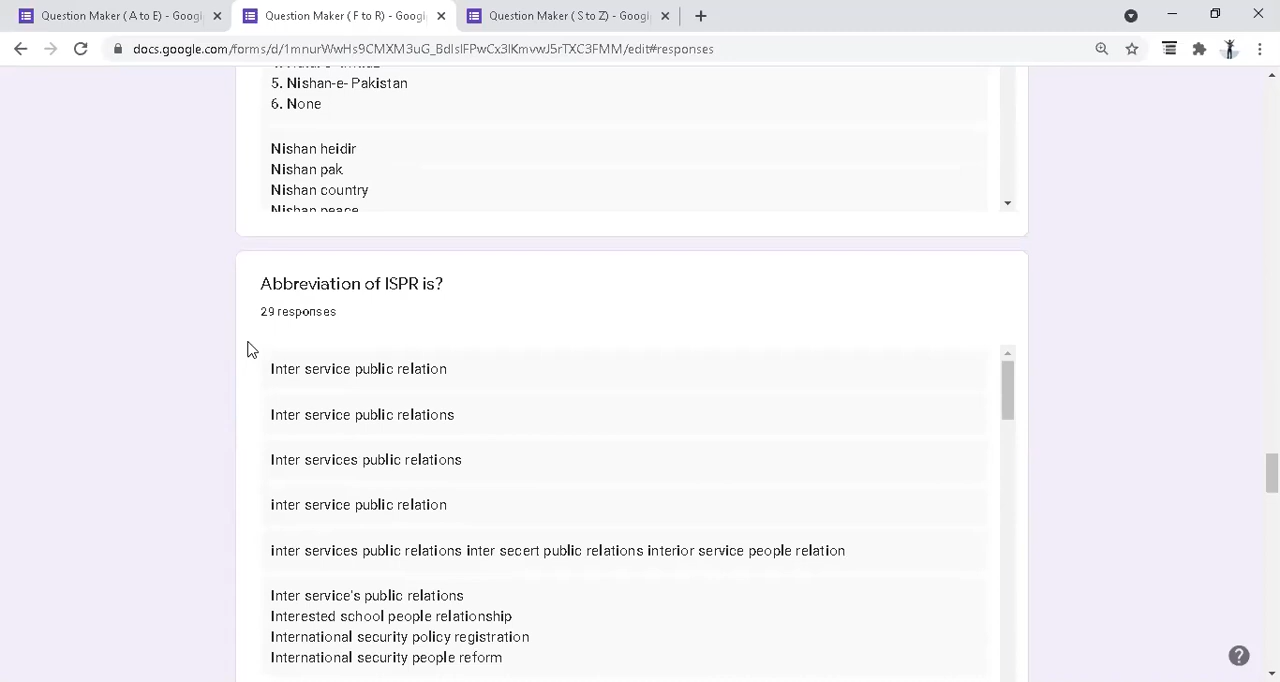 Question Maker ( A to E) - Googl
Question Maker ( F to R) - Googl
Question Maker ( S to Z) - Googl
docs.google.com/forms/d/1mnurWwHs9CMXM3uG_BdIslFPwCx3lKmvwJ5rTXC3FMM/edit#responses
5. Nishan-e- Pakistan
6. None
Nishan heidir
Nishan pak
Nishan country
Nishan peace
Abbreviation of ISPR is?
29 responses
Inter service public relation
Inter service public relations
Inter services public relations
inter service public relation
inter services public relations inter secert public relations interior service people relation
Inter service's public relations
Interested school people relationship
International security policy registration
International security people reform